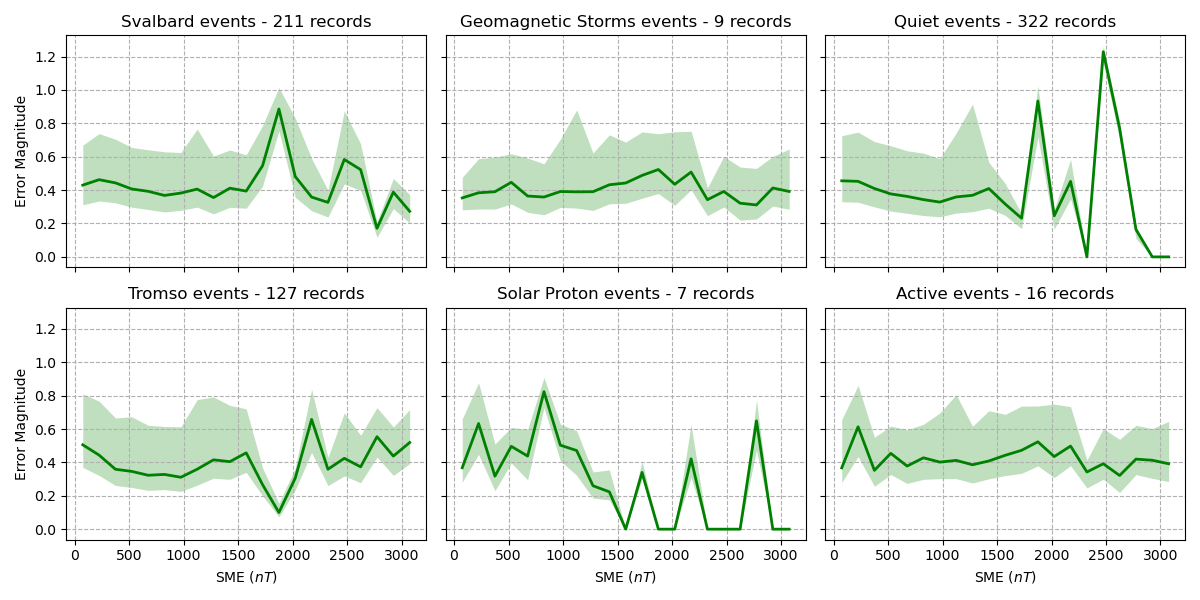 Svalbard events - 211 records
Geomagnetic Storms events - 9 records
Quiet events - 322 records
Error Magnitude
1.2
1.0
0.8
0.6
0.4
0.2
0.0
Tromso events - 127 records
Solar Proton events - 7 records
Active events - 16 records
Error Magnitude
1.2
1.0
0.8
0.6
0.4
0.2
0.0
0 500 1000 1500 2000 2500 3000
0 500 1000 1500 2000 2500 3000
0 500 1000 1500 2000 2500 3000
SME (nT)
SME (nT)
SME (nT)